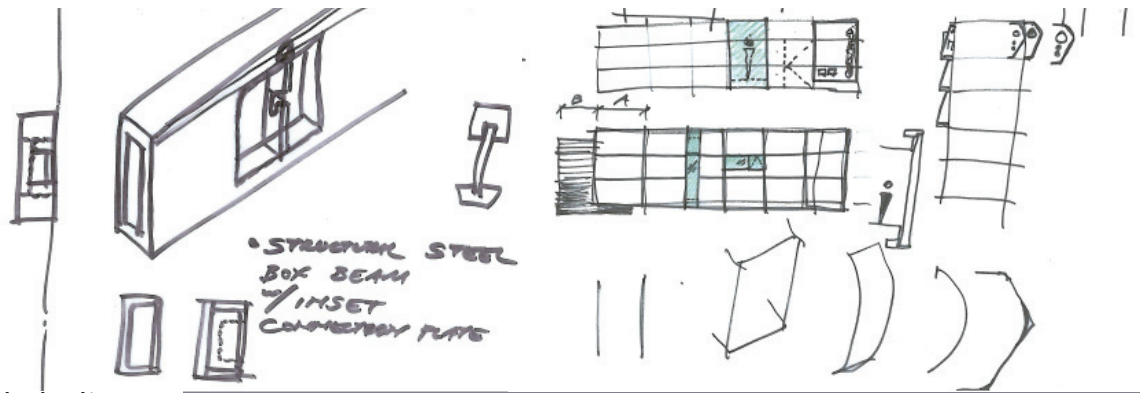 B A
• STRUCTURAL STEEL
BOX BEAM
w/ INSET
CONNECTION PLATE